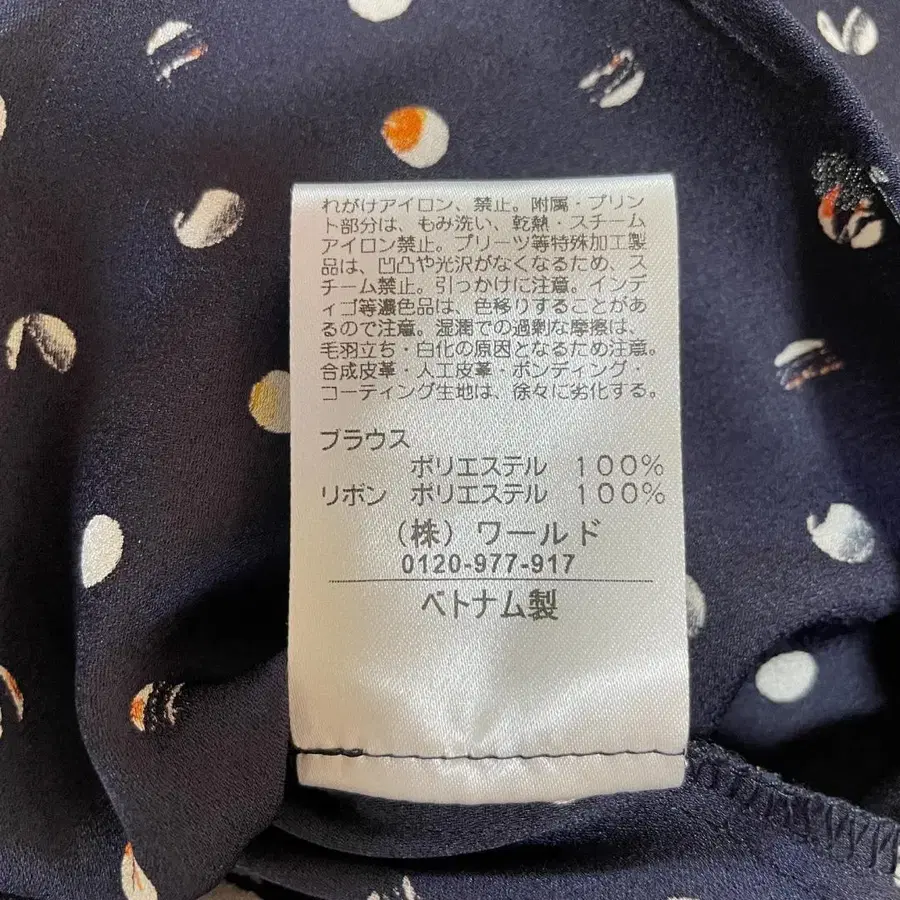 れがけアイロン、禁止。附属・プリン
ト部分は、もみ洗い、乾熱・スチーム
アイロン禁止。プリーツ等特殊加工製
品は、凹凸や光沢がなくなるため、ス
チーム禁止。引っかけに注意。インデ
ィゴ等濃色品は、色移りすることがあ
るので注意。湿潤での過剰な摩擦は、
毛羽立ち・白化の原因となるため注意。
合成皮革・人工皮革・ボンディング・
コーティング生地は、徐々に劣化する。
ブラウス
ポリエステル 100%
リボン ポリエステル 100%
(株)ワールド
0120-977-917
ベトナム製